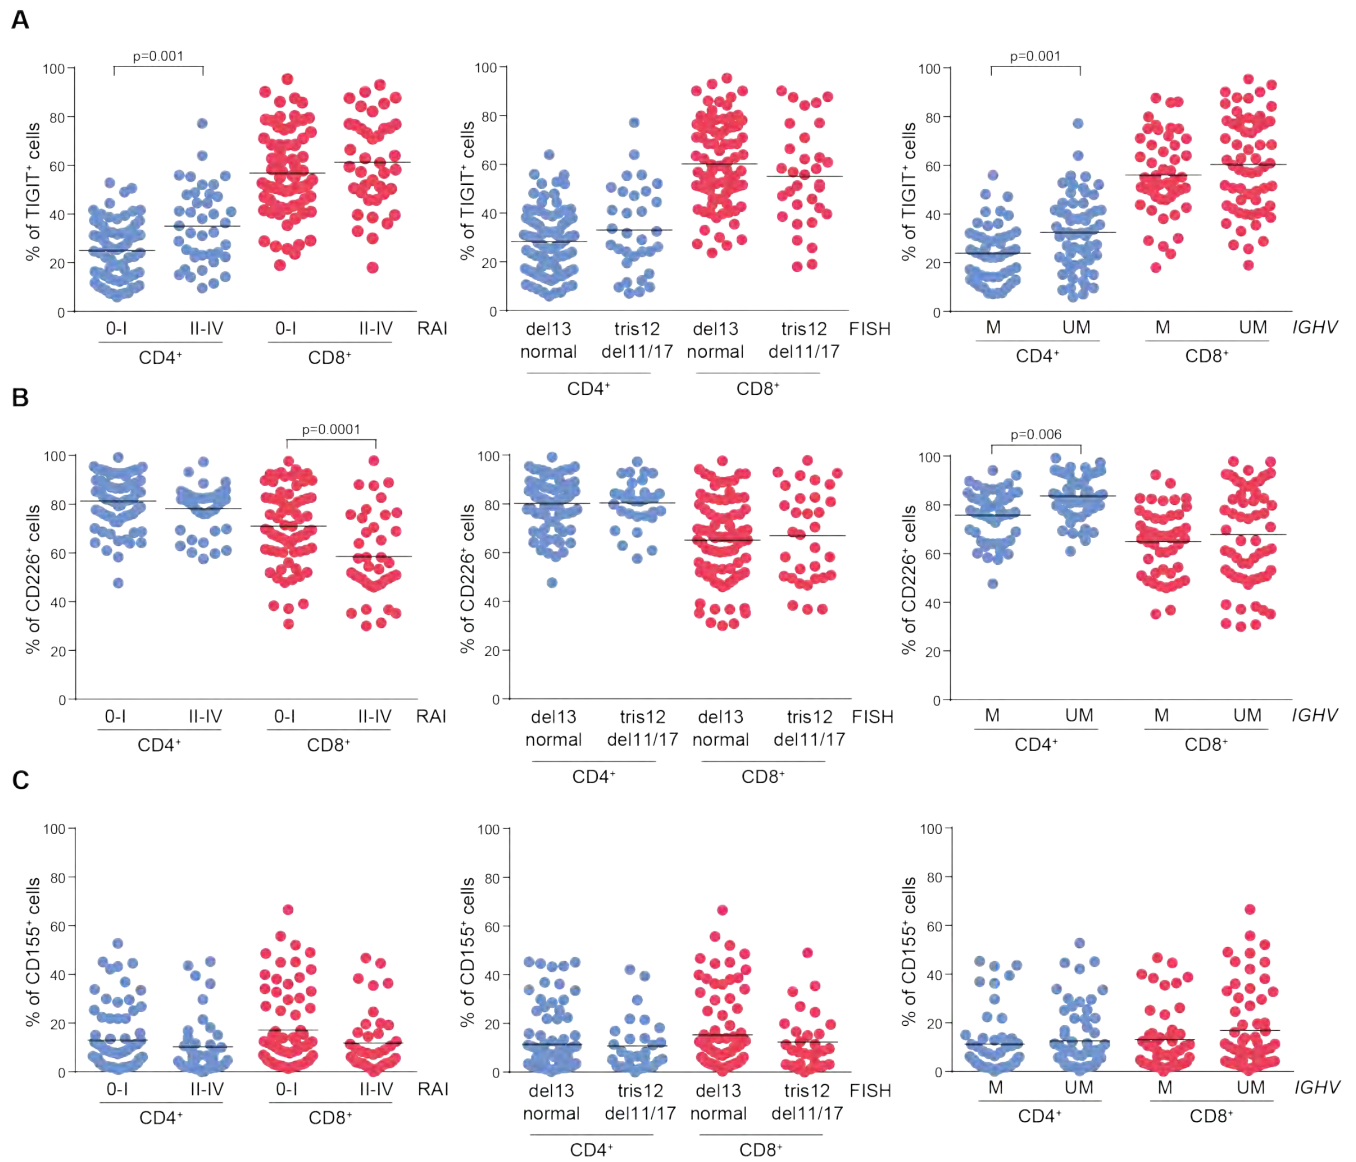 A
p=0.001
p=0.001
% of TIGIT+ cells
100
80
60
40
20
0
0-I II-IV 0-I II-IV RAI
CD4+ CD8+
% of TIGIT+ cells
100
80
60
40
20
0
del13 tris12 del13 tris12 FISH
normal del11/17 normal del11/17
CD4+ CD8+
% of TIGIT+ cells
100
80
60
40
20
0
M UM M UM IGHV
CD4+ CD8+
B
p=0.0001
p=0.006
% of CD226+ cells
100
80
60
40
20
0
0-I II-IV 0-I II-IV RAI
CD4+ CD8+
% of CD226+ cells
100
80
60
40
20
0
del13 tris12 del13 tris12 FISH
normal del11/17 normal del11/17
CD4+ CD8+
% of CD226+ cells
100
80
60
40
20
0
M UM M UM IGHV
CD4+ CD8+
C
% of CD155+ cells
100
80
60
40
20
0
0-I II-IV 0-I II-IV RAI
CD4+ CD8+
% of CD155+ cells
100
80
60
40
20
0
del13 tris12 del13 tris12 FISH
normal del11/17 normal del11/17
CD4+ CD8+
% of CD155+ cells
100
80
60
40
20
0
M UM M UM IGHV
CD4+ CD8+